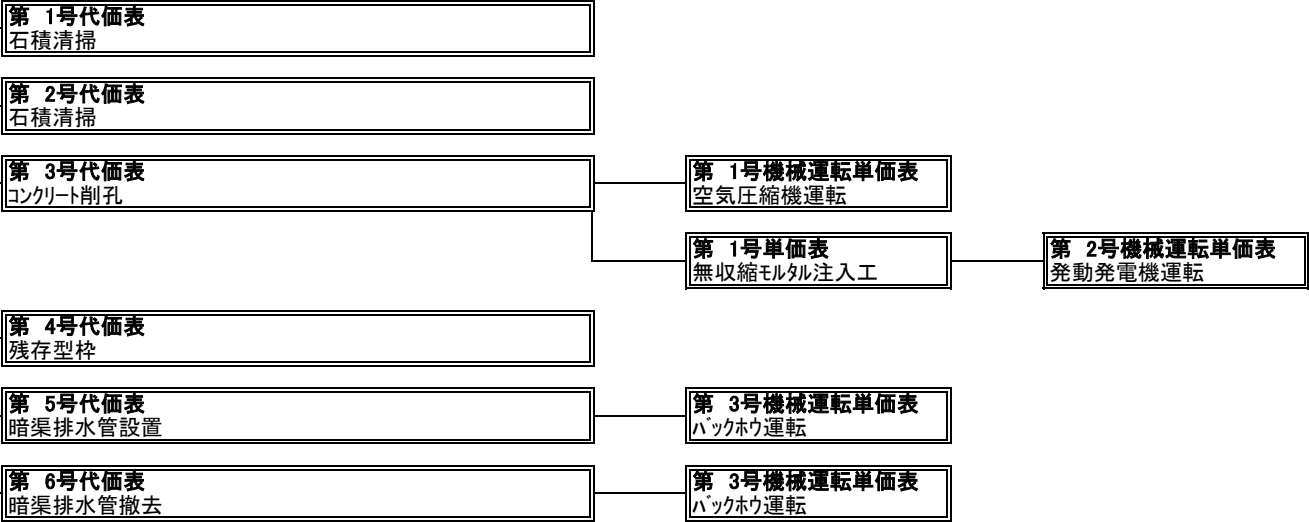 第 1号代価表
石積清掃
第 2号代価表
石積清掃
第 3号代価表
ｺﾝｸﾘｰﾄ削孔
第 1号機械運転単価表
空気圧縮機運転
第 1号単価表
無収縮ﾓﾙﾀﾙ注入工
第 2号機械運転単価表
発動発電機運転
第 4号代価表
残存型枠
第 5号代価表
暗渠排水管設置
第 3号機械運転単価表
ﾊﾞｯｸﾎｳ運転
第 6号代価表
暗渠排水管撤去
第 3号機械運転単価表
ﾊﾞｯｸﾎｳ運転